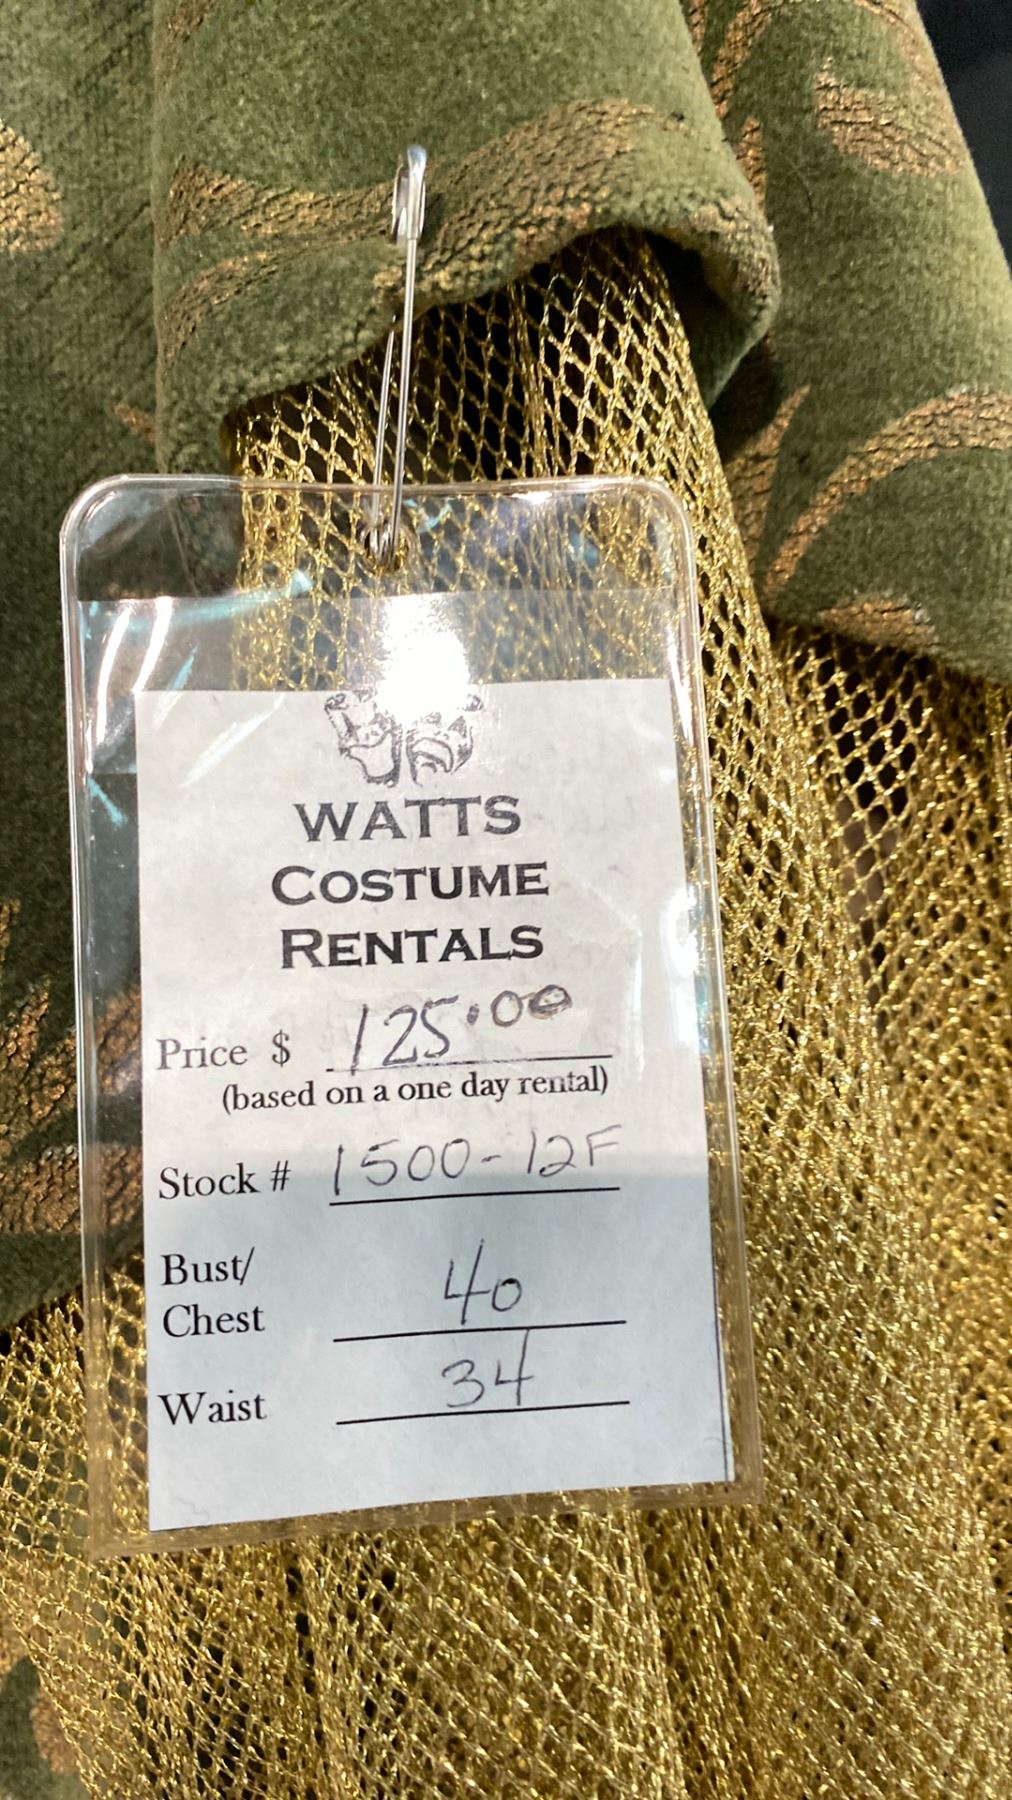 WATTS
COSTUME
RENTALS
Price $ 125.00
(based on a one day rental)
Stock # 1500-12F
Bust/
Chest 40
Waist 34